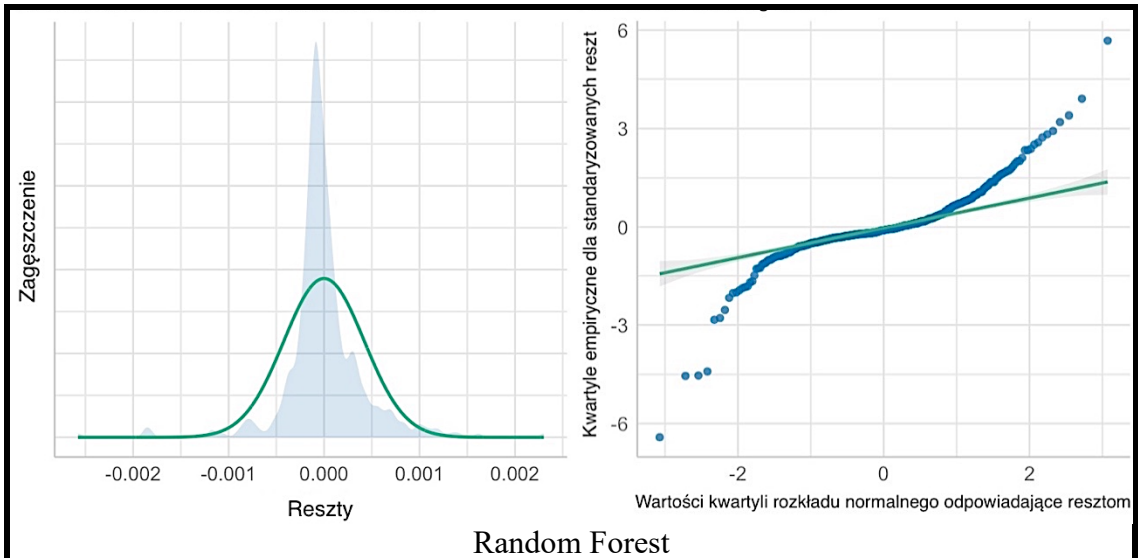 Zagęszczenie
-0.002 -0.001 0.000 0.001 0.002
Reszty
Kwartyle empiryczne dla standaryzowanych reszt
6
3
0
-3
-6
-2 0 2
Wartości kwartyli rozkładu normalnego odpowiadające resztom
Random Forest